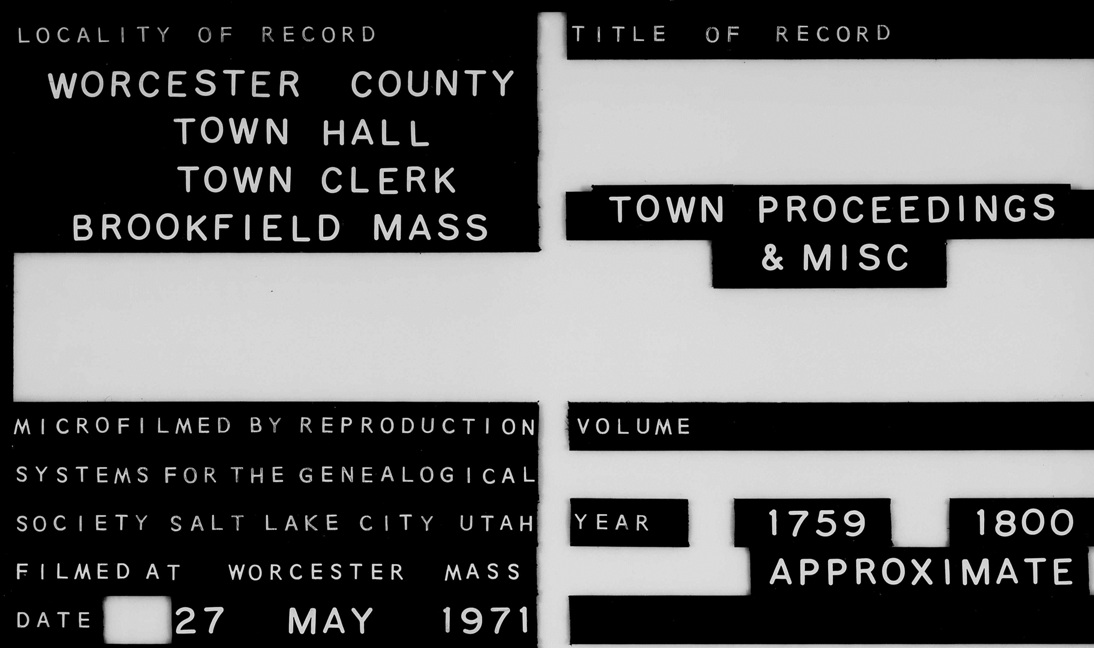 LOCALITY OF RECORD
WORCESTER COUNTY
TOWN HALL
TOWN CLERK
BROOKFIELD MASS
MICROFILMED BY REPRODUCTION
SYSTEMS FOR THE GENEALOGICAL
SOCIETY SALT LAKE CITY UTAH
FILMED AT WORCESTER MASS
DATE 27 MAY 1971
TITLE OF RECORD
TOWN PROCEEDINGS
& MISC
VOLUME
YEAR 1759 1800
APPROXIMATE